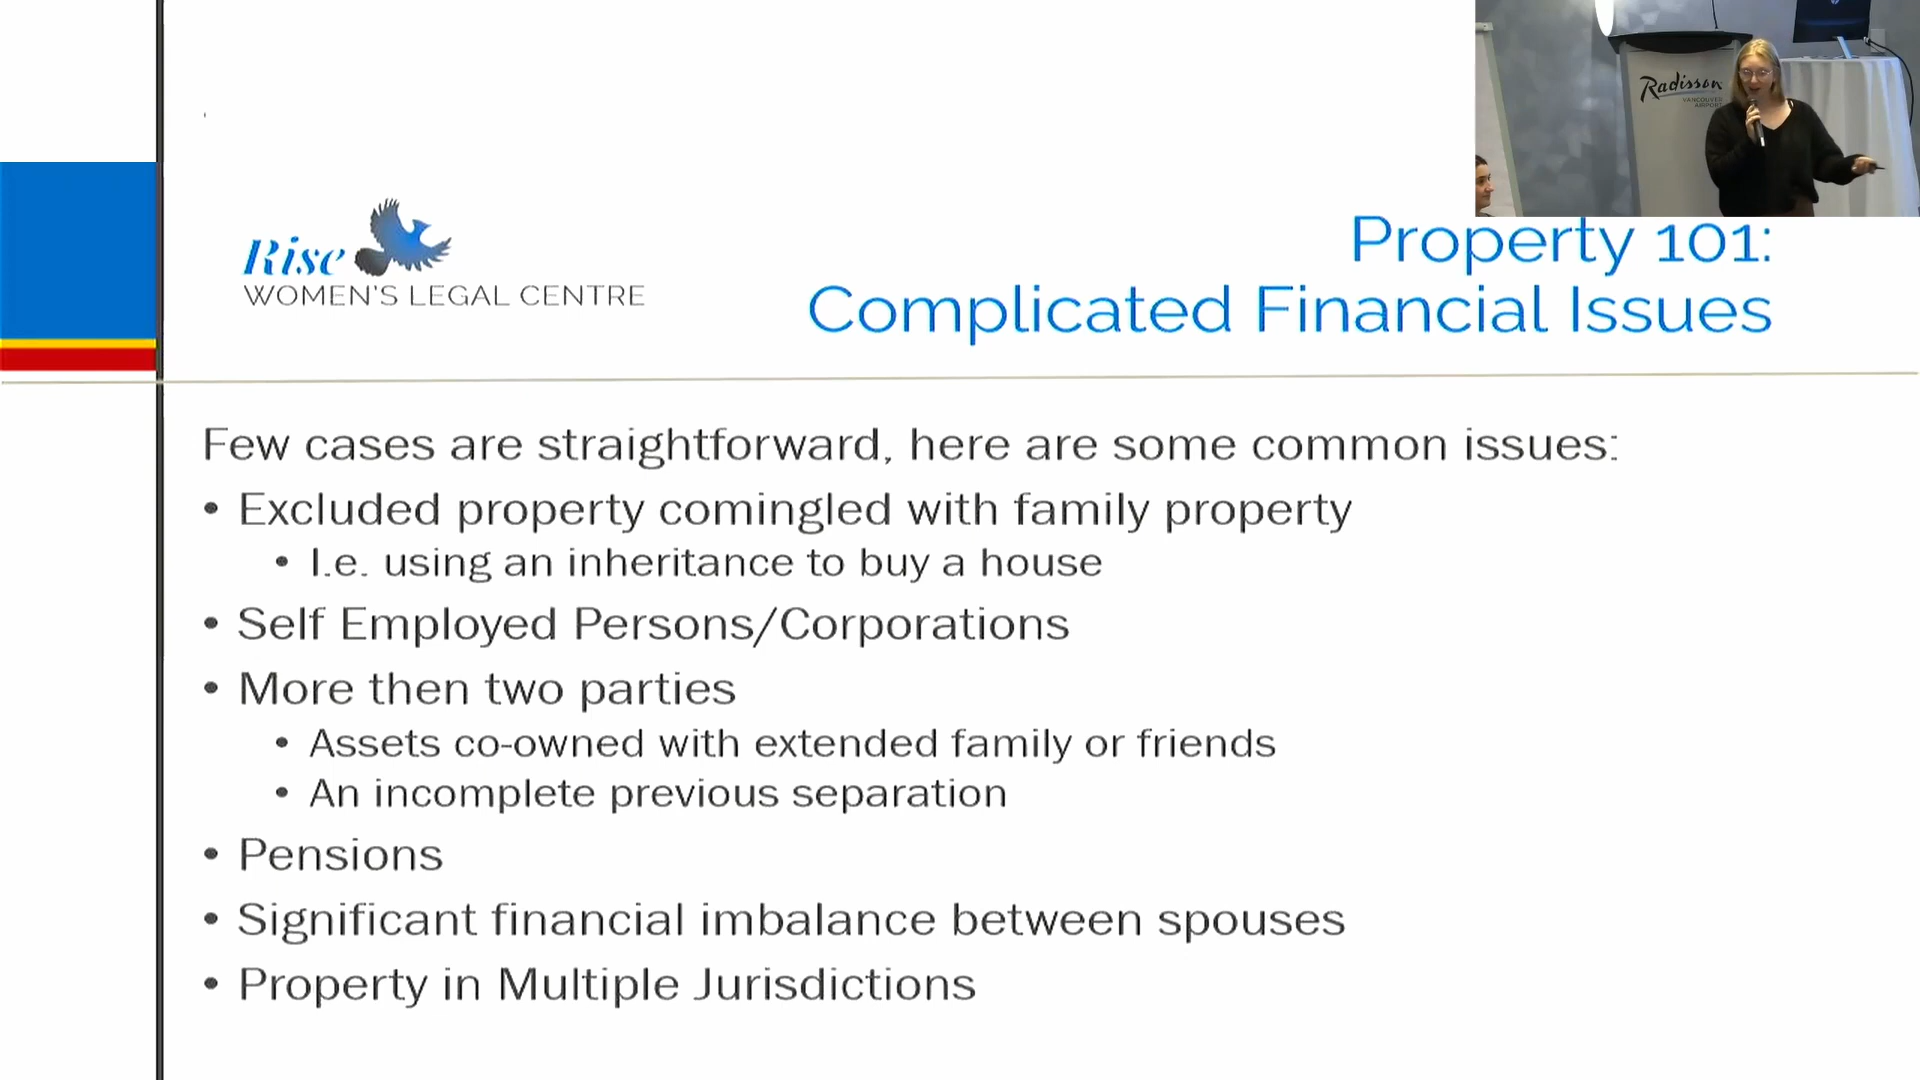 Radisson
VANCOUVER
AIRPORT
Rise
WOMEN'S LEGAL CENTRE
Property 101:
Complicated Financial Issues
Few cases are straightforward, here are some common issues:
• Excluded property comingled with family property
• I.e. using an inheritance to buy a house
• Self Employed Persons/Corporations
• More then two parties
• Assets co-owned with extended family or friends
• An incomplete previous separation
• Pensions
• Significant financial imbalance between spouses
• Property in Multiple Jurisdictions